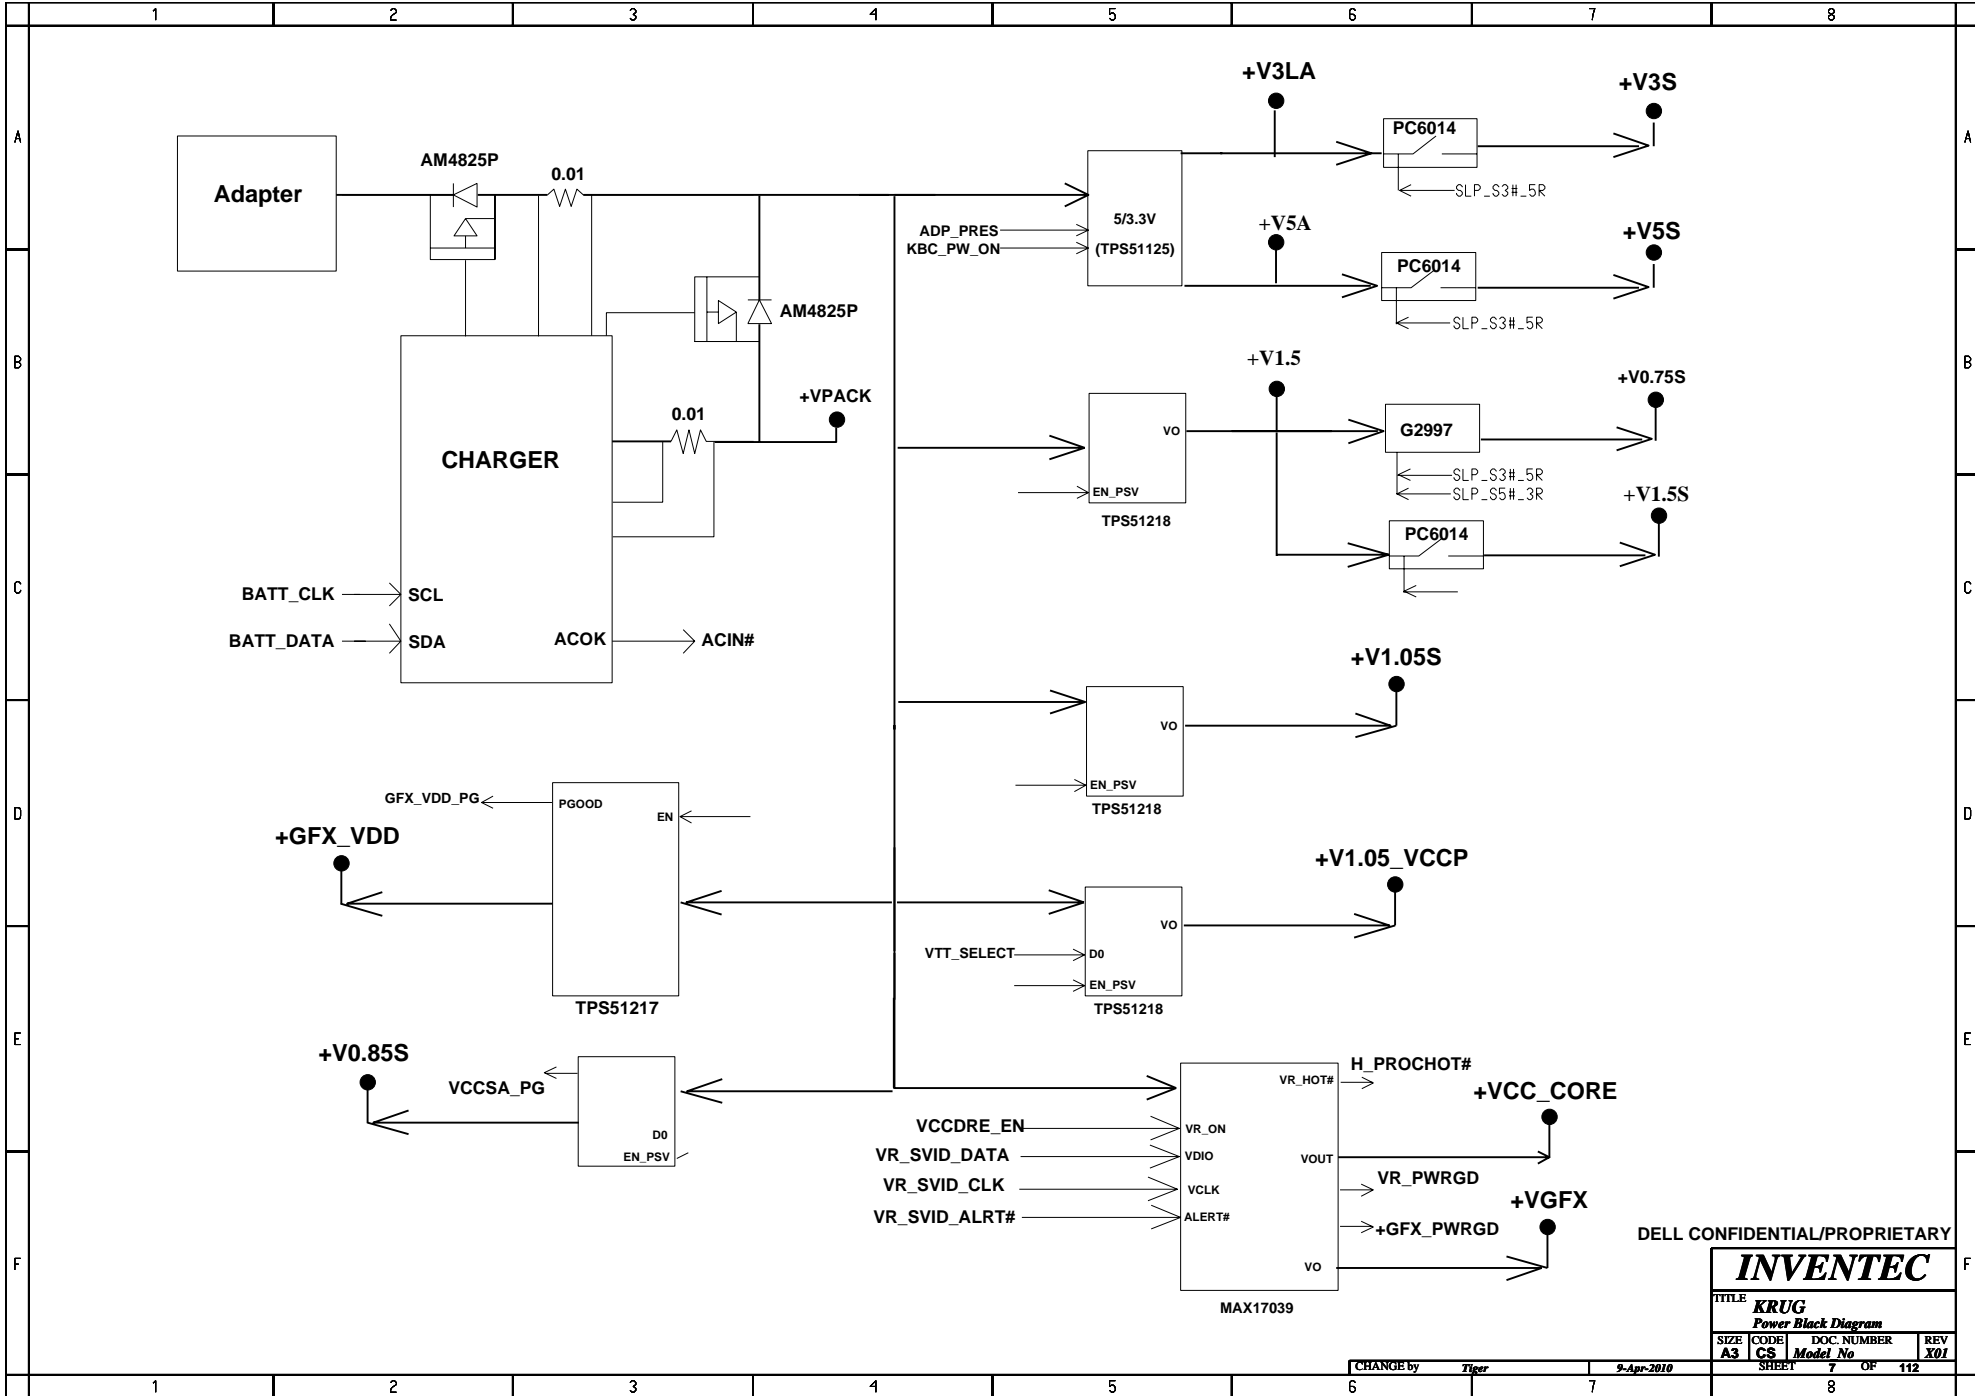 1 2 3 4 5 6 7 8
A
B
C
D
E
F
Adapter
AM4825P
0.01
AM4825P
0.01
+VPACK
CHARGER
BATT_CLK
SCL
BATT_DATA
SDA
ACOK
ACIN#
ADP_PRES
KBC_PW_ON
5/3.3V
(TPS51125)
+V3LA
PC6014
SLP_S3#_5R
+V3S
+V5A
PC6014
SLP_S3#_5R
+V5S
+V1.5
VO
EN_PSV
TPS51218
G2997
SLP_S3#_5R
SLP_S5#_3R
+V0.75S
PC6014
+V1.5S
VO
EN_PSV
TPS51218
+V1.05S
VTT_SELECT
VO
D0
EN_PSV
TPS51218
+V1.05_VCCP
GFX_VDD_PG
PGOOD
EN
+GFX_VDD
TPS51217
+V0.85S
VCCSA_PG
D0
EN_PSV
VCCDRE_EN
VR_SVID_DATA
VR_SVID_CLK
VR_SVID_ALRT#
VR_ON
VDIO
VCLK
ALERT#
VR_HOT#
VOUT
VO
MAX17039
H_PROCHOT#
+VCC_CORE
VR_PWRGD
+VGFX
+GFX_PWRGD
DELL CONFIDENTIAL/PROPRIETARY
INVENTEC
TITLE
KRUG
Power Black Diagram
SIZE CODE DOC. NUMBER REV
A3 CS Model_No X01
CHANGE by Tiger 9-Apr-2010 SHEET 7 OF 112
1 2 3 4 5 6 7 8
A
B
C
D
E
F